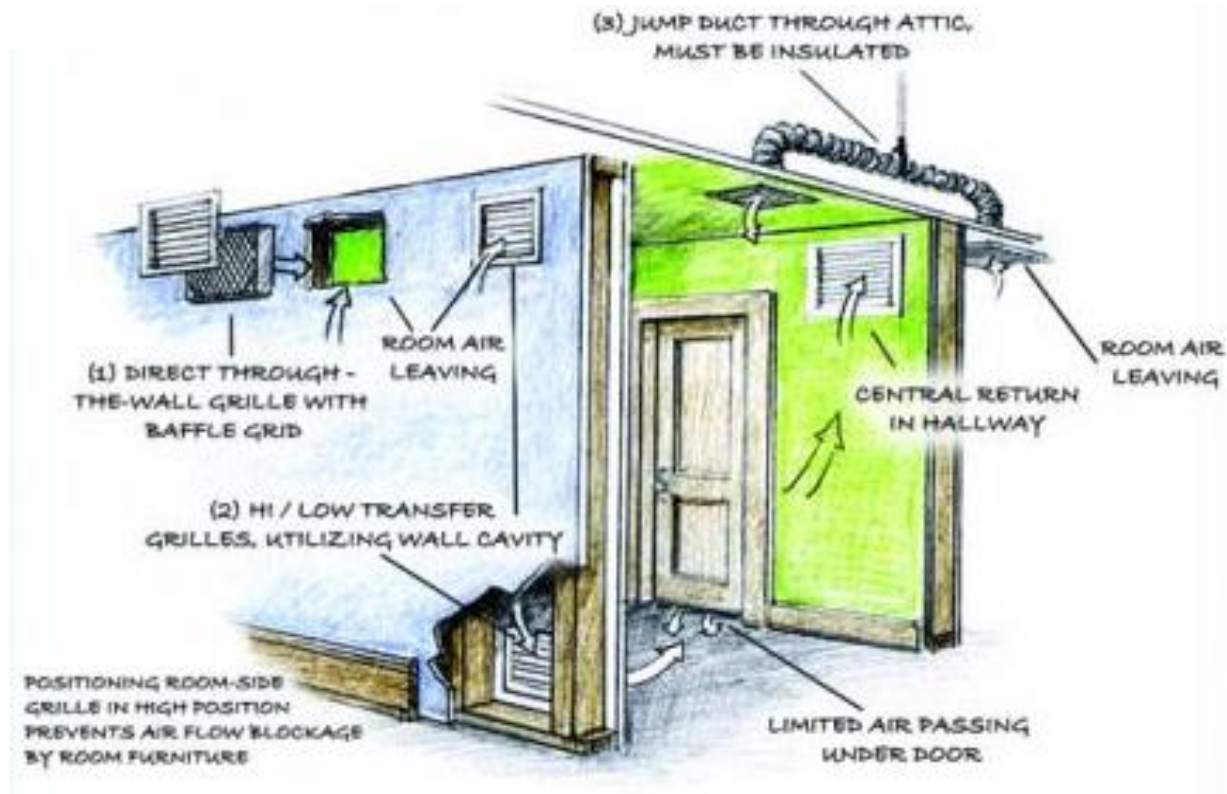 (3) JUMP DUCT THROUGH ATTIC,
MUST BE INSULATED
ROOM AIR
LEAVING
(1) DIRECT THROUGH-
THE-WALL GRILLE WITH
BAFFLE GRID
ROOM AIR
LEAVING
CENTRAL RETURN
IN HALLWAY
(2) HI / LOW TRANSFER
GRILLES, UTILIZING WALL CAVITY
POSITIONING ROOM-SIDE
GRILLE IN HIGH POSITION
PREVENTS AIR FLOW BLOCKAGE
BY ROOM FURNITURE
LIMITED AIR PASSING
UNDER DOOR